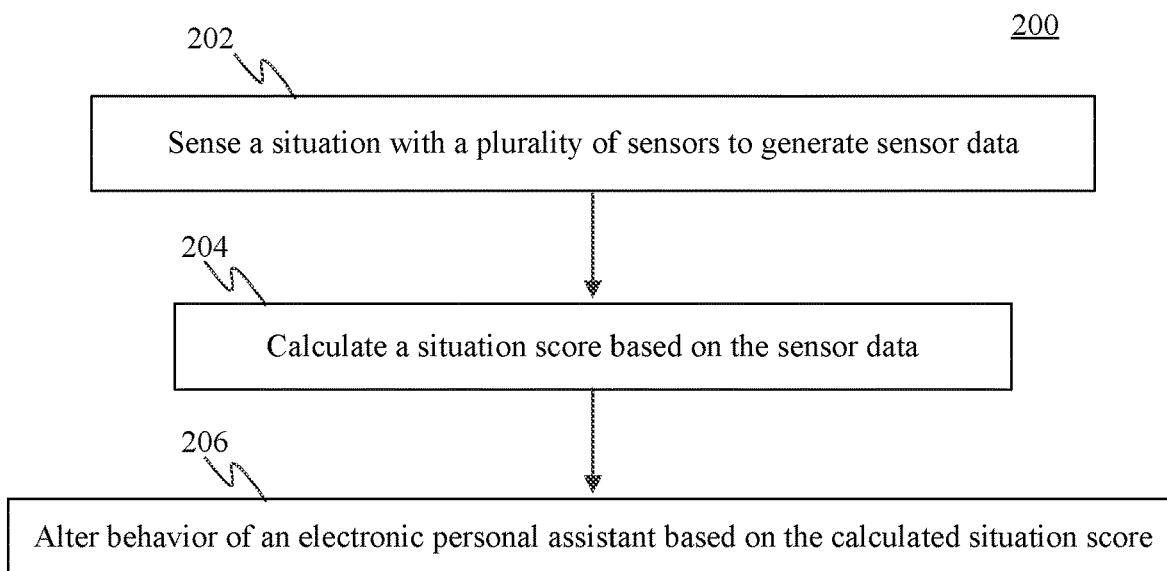 200
202
Sense a situation with a plurality of sensors to generate sensor data
204
Calculate a situation score based on the sensor data
206
Alter behavior of an electronic personal assistant based on the calculated situation score